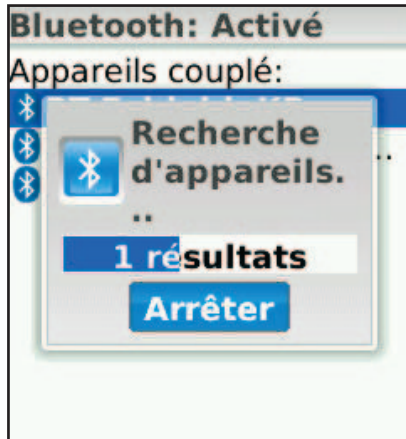 Bluetooth: Activé
Appareils couplé:
Recherche
d'appareils.
..
..
1 résultats
Arrêter